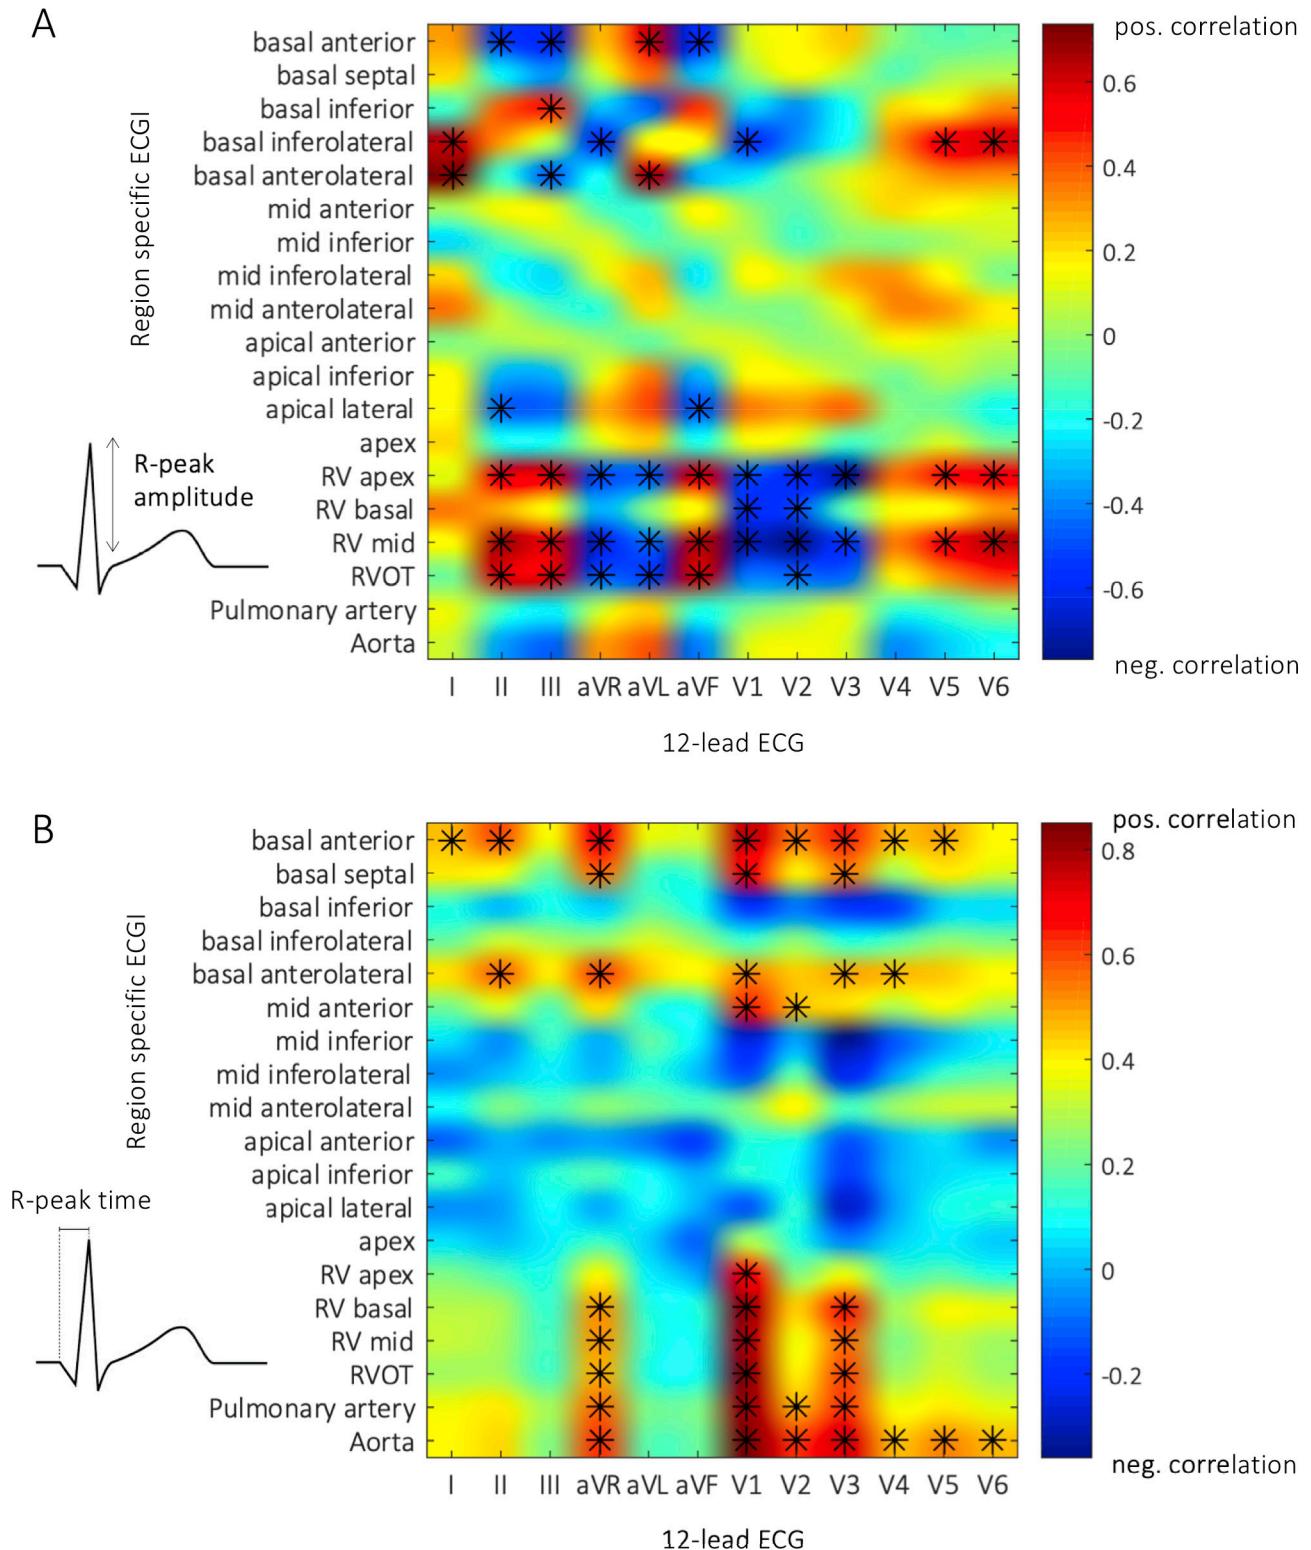 A
pos. correlation
Region specific ECGI
basal anterior
basal septal
basal inferior
basal inferolateral
basal anterolateral
mid anterior
mid inferior
mid inferolateral
mid anterolateral
apical anterior
apical inferior
apical lateral
apex
RV apex
RV basal
RV mid
RVOT
Pulmonary artery
Aorta
R-peak
amplitude
0.6
0.4
0.2
0
-0.2
-0.4
-0.6
neg. correlation
I II III aVR aVL aVF V1 V2 V3 V4 V5 V6
12-lead ECG
B
pos. correlation
Region specific ECGI
basal anterior
basal septal
basal inferior
basal inferolateral
basal anterolateral
mid anterior
mid inferior
mid inferolateral
mid anterolateral
apical anterior
apical inferior
apical lateral
apex
RV apex
RV basal
RV mid
RVOT
Pulmonary artery
Aorta
R-peak time
0.8
0.6
0.4
0.2
0
-0.2
neg. correlation
I II III aVR aVL aVF V1 V2 V3 V4 V5 V6
12-lead ECG